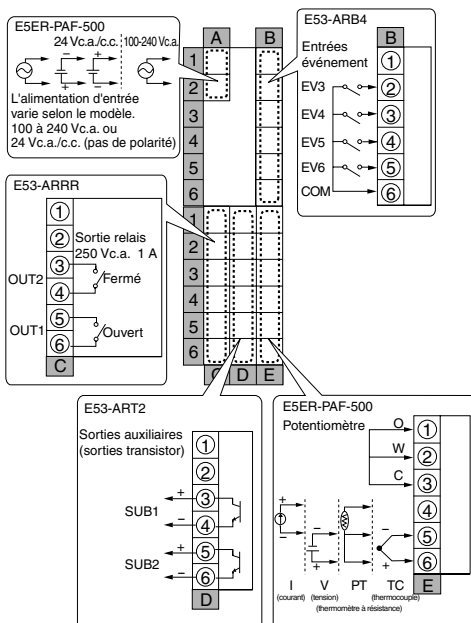 E5ER-PAF-500
24 Vc.a./c.c. 100-240 Vc.a.
+ − − +
L'alimentation d'entrée
varie selon le modèle.
100 à 240 Vc.a. ou
24 Vc.a./c.c. (pas de polarité)
A B
1
2
3
4
5
6
1
2
3
4
5
6
C D E
E53-ARB4
Entrées
événement
B
1
EV3 2
EV4 3
EV5 4
EV6 5
COM 6
E53-ARRR
1
2
Sortie relais
250 Vc.a. 1 A
3
OUT2 Fermé
4
5
OUT1 Ouvert
6
C
E53-ART2
Sorties auxiliaires
(sorties transistor)
1
2
+ 3
SUB1
− 4
+ 5
SUB2
− 6
D
E5ER-PAF-500
Potentiomètre
O 1
W 2
C 3
4
5
6
E
+ − − +
− +
I V PT TC
(courant) (tension) (thermocouple)
(thermomètre à résistance)